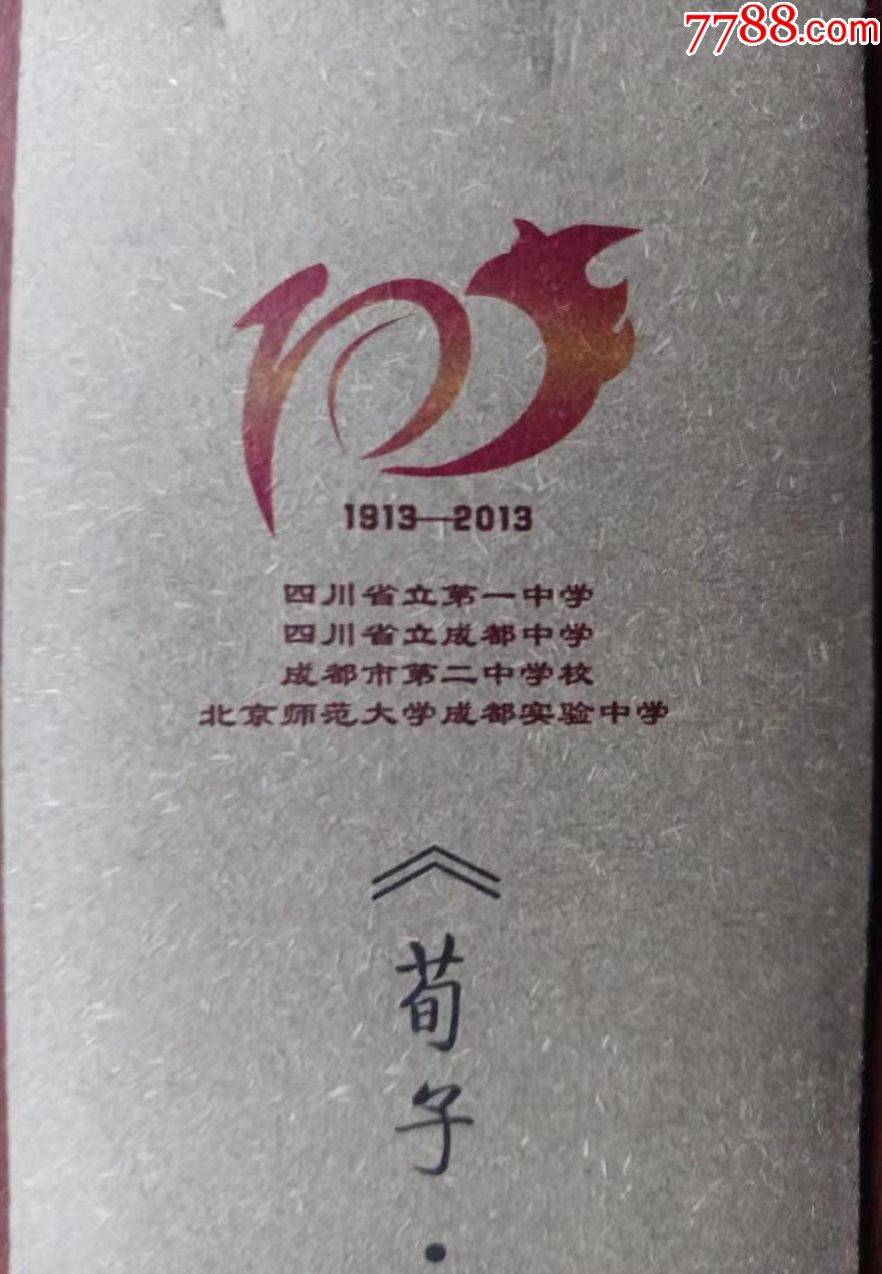 7788.com
100
1913—2013
四川省立第一中学
四川省立成都中学
成都市第二中学校
北京师范大学成都实验中学
《荀子·